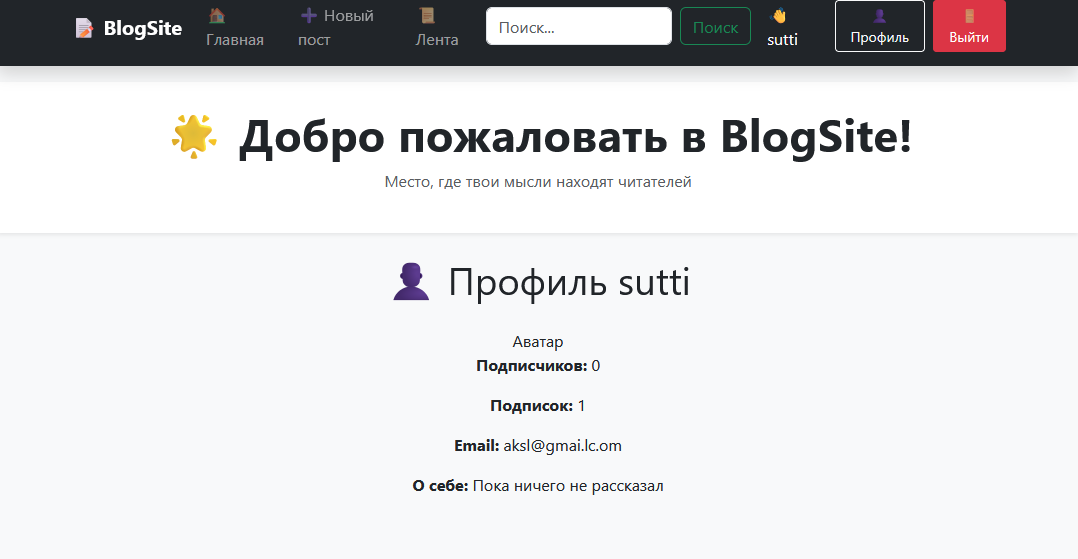 📝 BlogSite
🏠 Главная
➕ Новый пост
📜 Лента
Поиск...
Поиск
👋 sutti
👤 Профиль
🚪 Выйти
🌟 Добро пожаловать в BlogSite!
Место, где твои мысли находят читателей
👤 Профиль sutti
Аватар
Подписчиков: 0
Подписок: 1
Email: aksl@gmai.lc.om
О себе: Пока ничего не рассказал